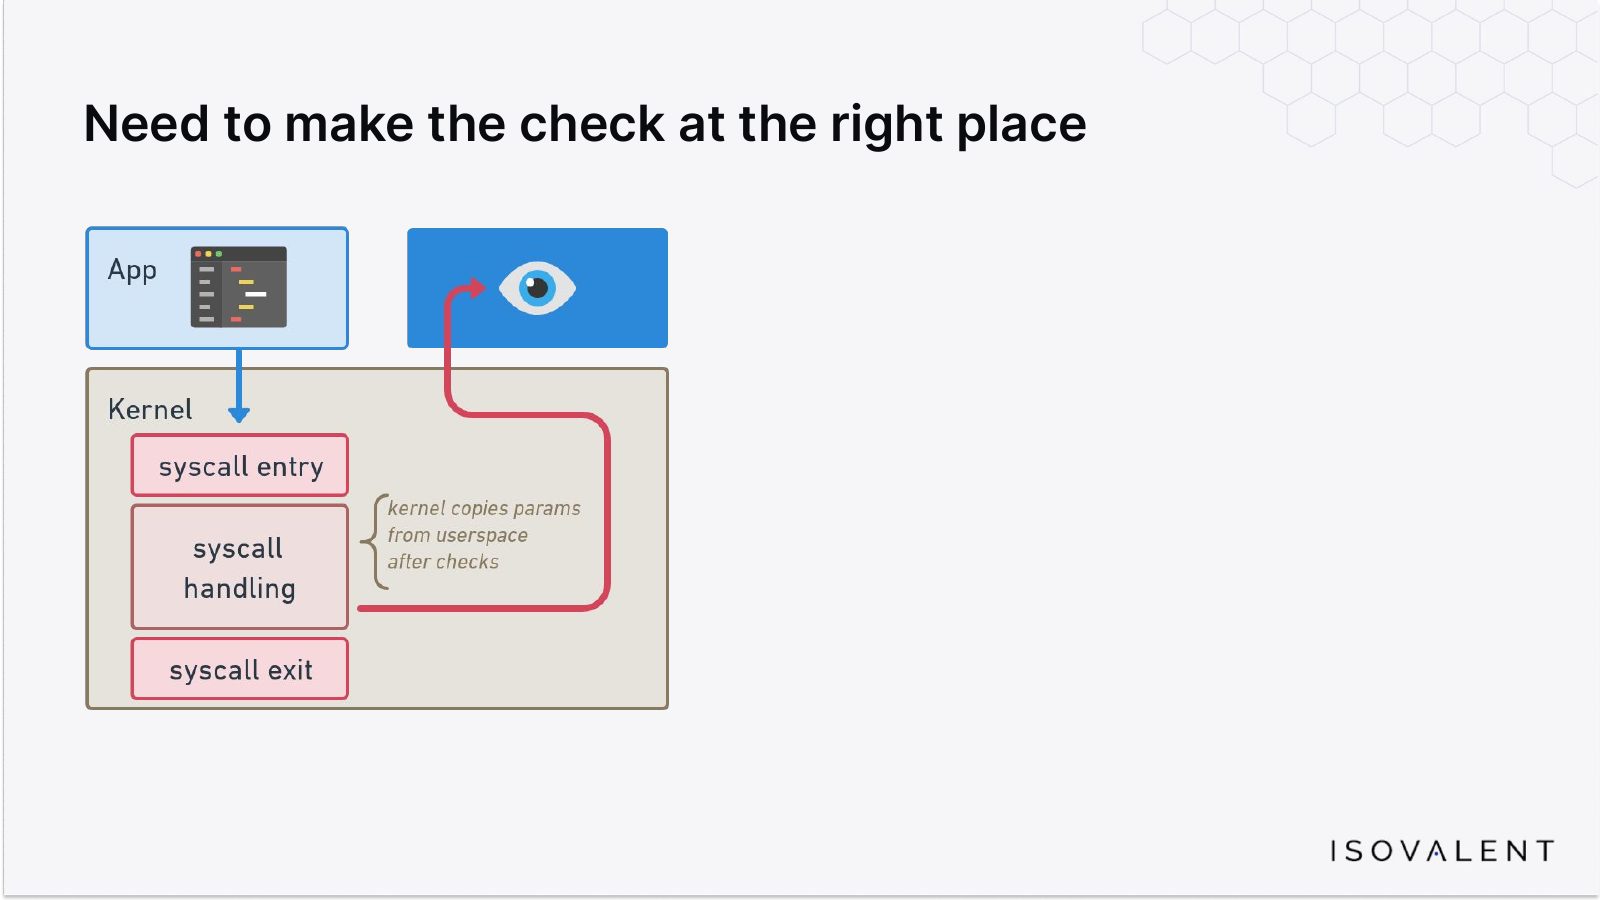 Need to make the check at the right place
App
Kernel
syscall entry
syscall
handling
kernel copies params
from userspace
after checks
syscall exit
ISOVALENT